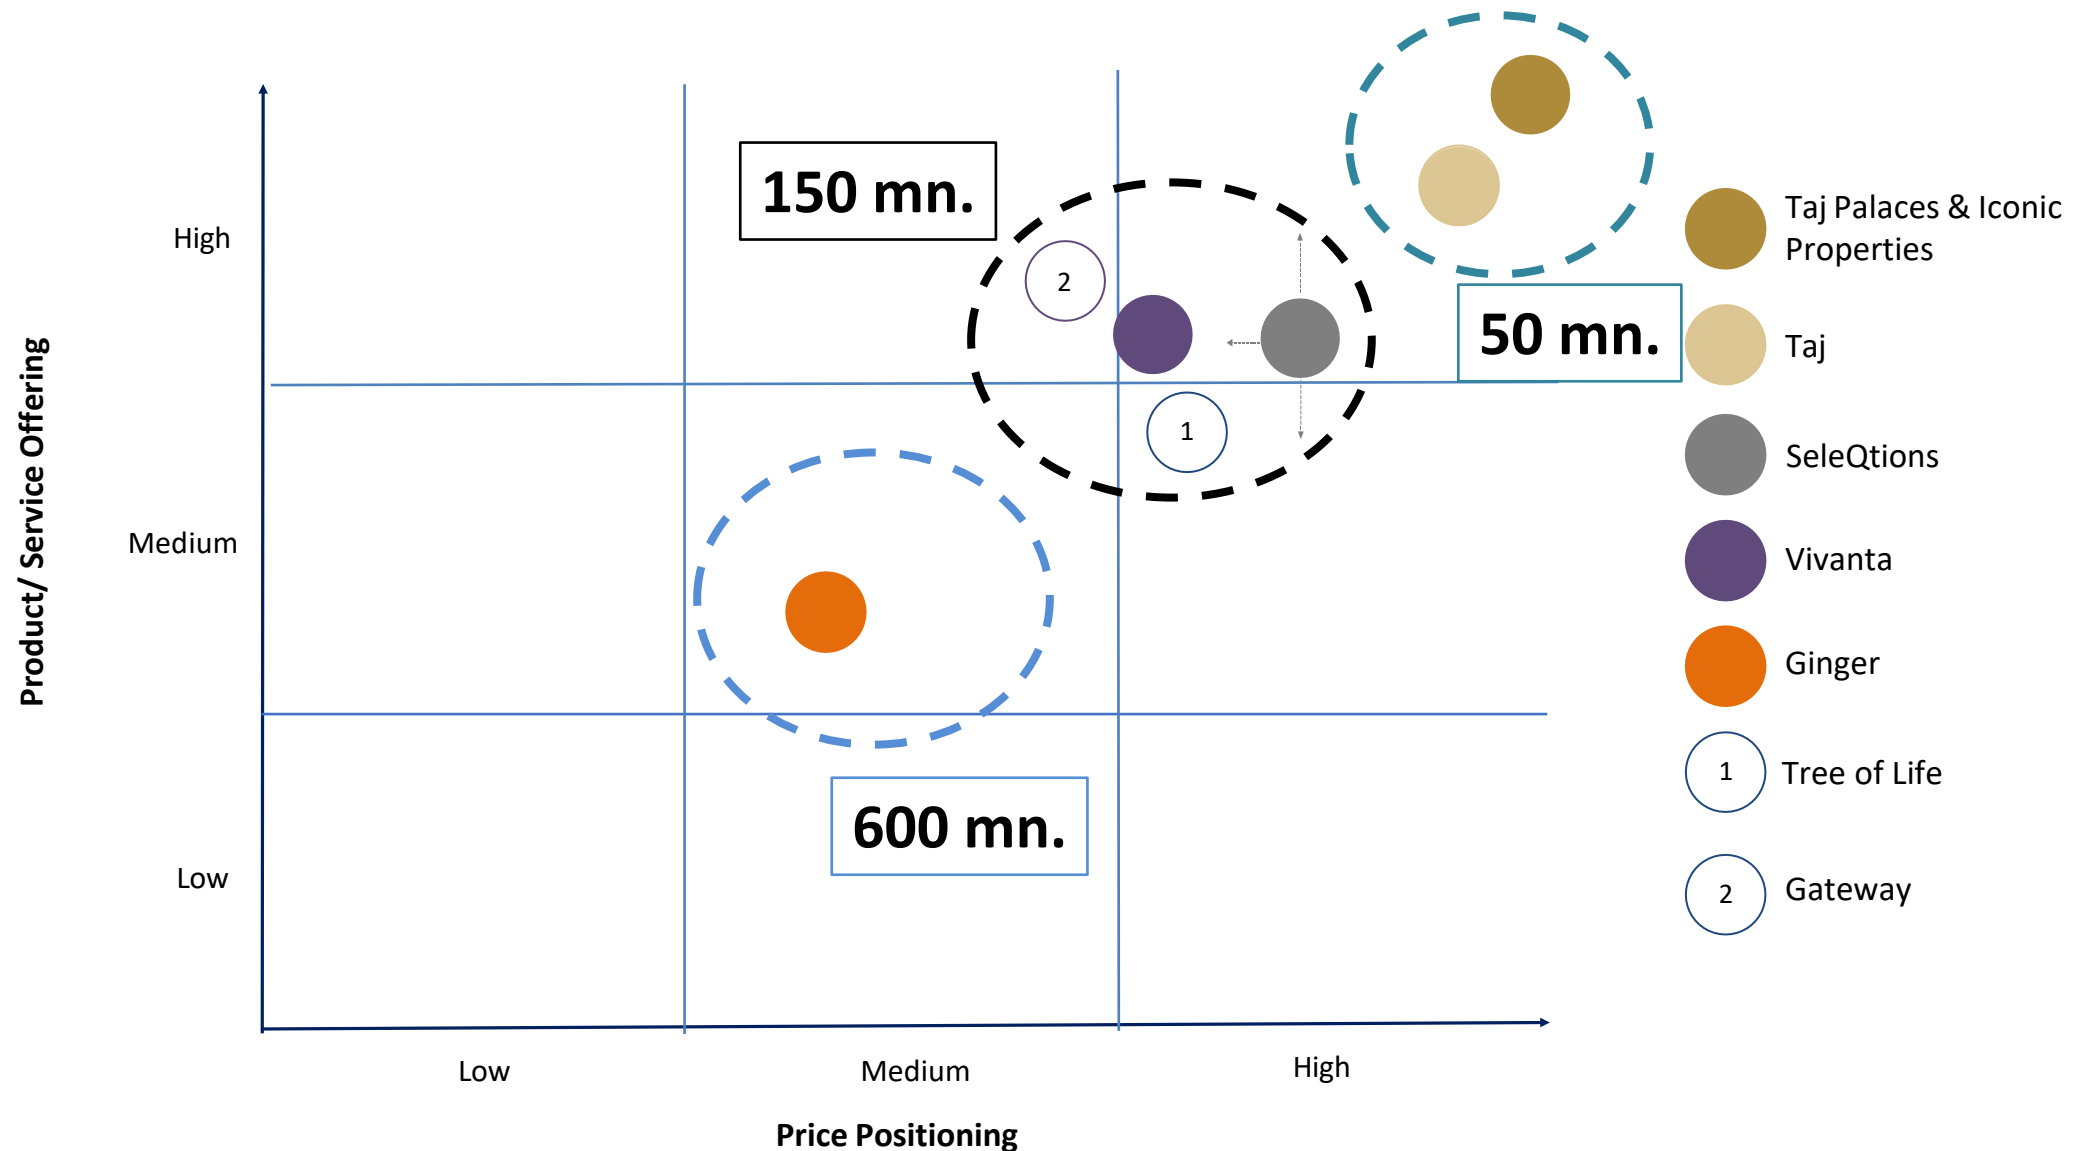 Product/ Service Offering
High
Medium
Low
150 mn.
50 mn.
600 mn.
2
1
Low
Medium
High
Price Positioning
Taj Palaces & Iconic
Properties
Taj
SeleQtions
Vivanta
Ginger
1
Tree of Life
2
Gateway